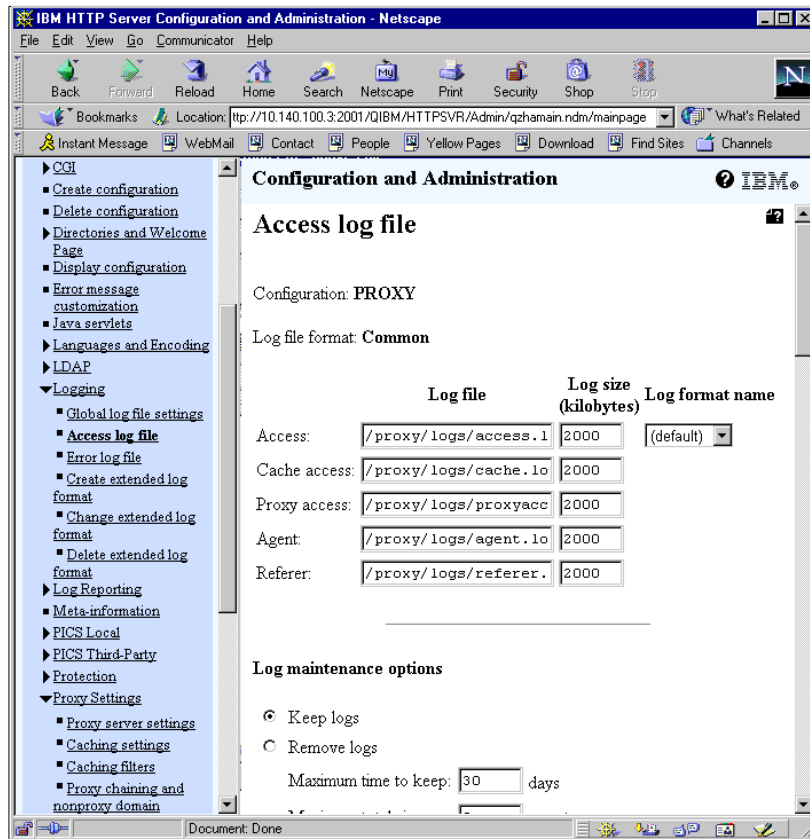 IBM HTTP Server Configuration and Administration - Netscape
File Edit View Go Communicator Help
My
N
Back Forward Reload Home Search Netscape Print Security Shop Stop
Bookmarks Location: ttp://10.140.100.3:2001/QIBM/HTTPSVR/Admin/qzhamain.ndm/mainpage What's Related
Instant Message WebMail Contact People Yellow Pages Download Find Sites Channels
CGI
Create configuration
Delete configuration
Directories and Welcome
Page
Display configuration
Error message
customization
Java servlets
Languages and Encoding
LDAP
Logging
Global log file settings
Access log file
Error log file
Create extended log
format
Change extended log
format
Delete extended log
format
Log Reporting
Meta-information
PICS Local
PICS Third-Party
Protection
Proxy Settings
Proxy server settings
Caching settings
Caching filters
Proxy chaining and
nonproxy domain
Configuration and Administration
? IBM®
Access log file
Configuration: PROXY
Log file format: Common
Log file Log size (kilobytes) Log format name
Access: /proxy/logs/access.l 2000 (default)
Cache access: /proxy/logs/cache.lo 2000
Proxy access: /proxy/logs/proxyacc 2000
Agent: /proxy/logs/agent.lo 2000
Referer: /proxy/logs/referer. 2000
Log maintenance options
Keep logs
Remove logs
Maximum time to keep: 30 days
Document: Done